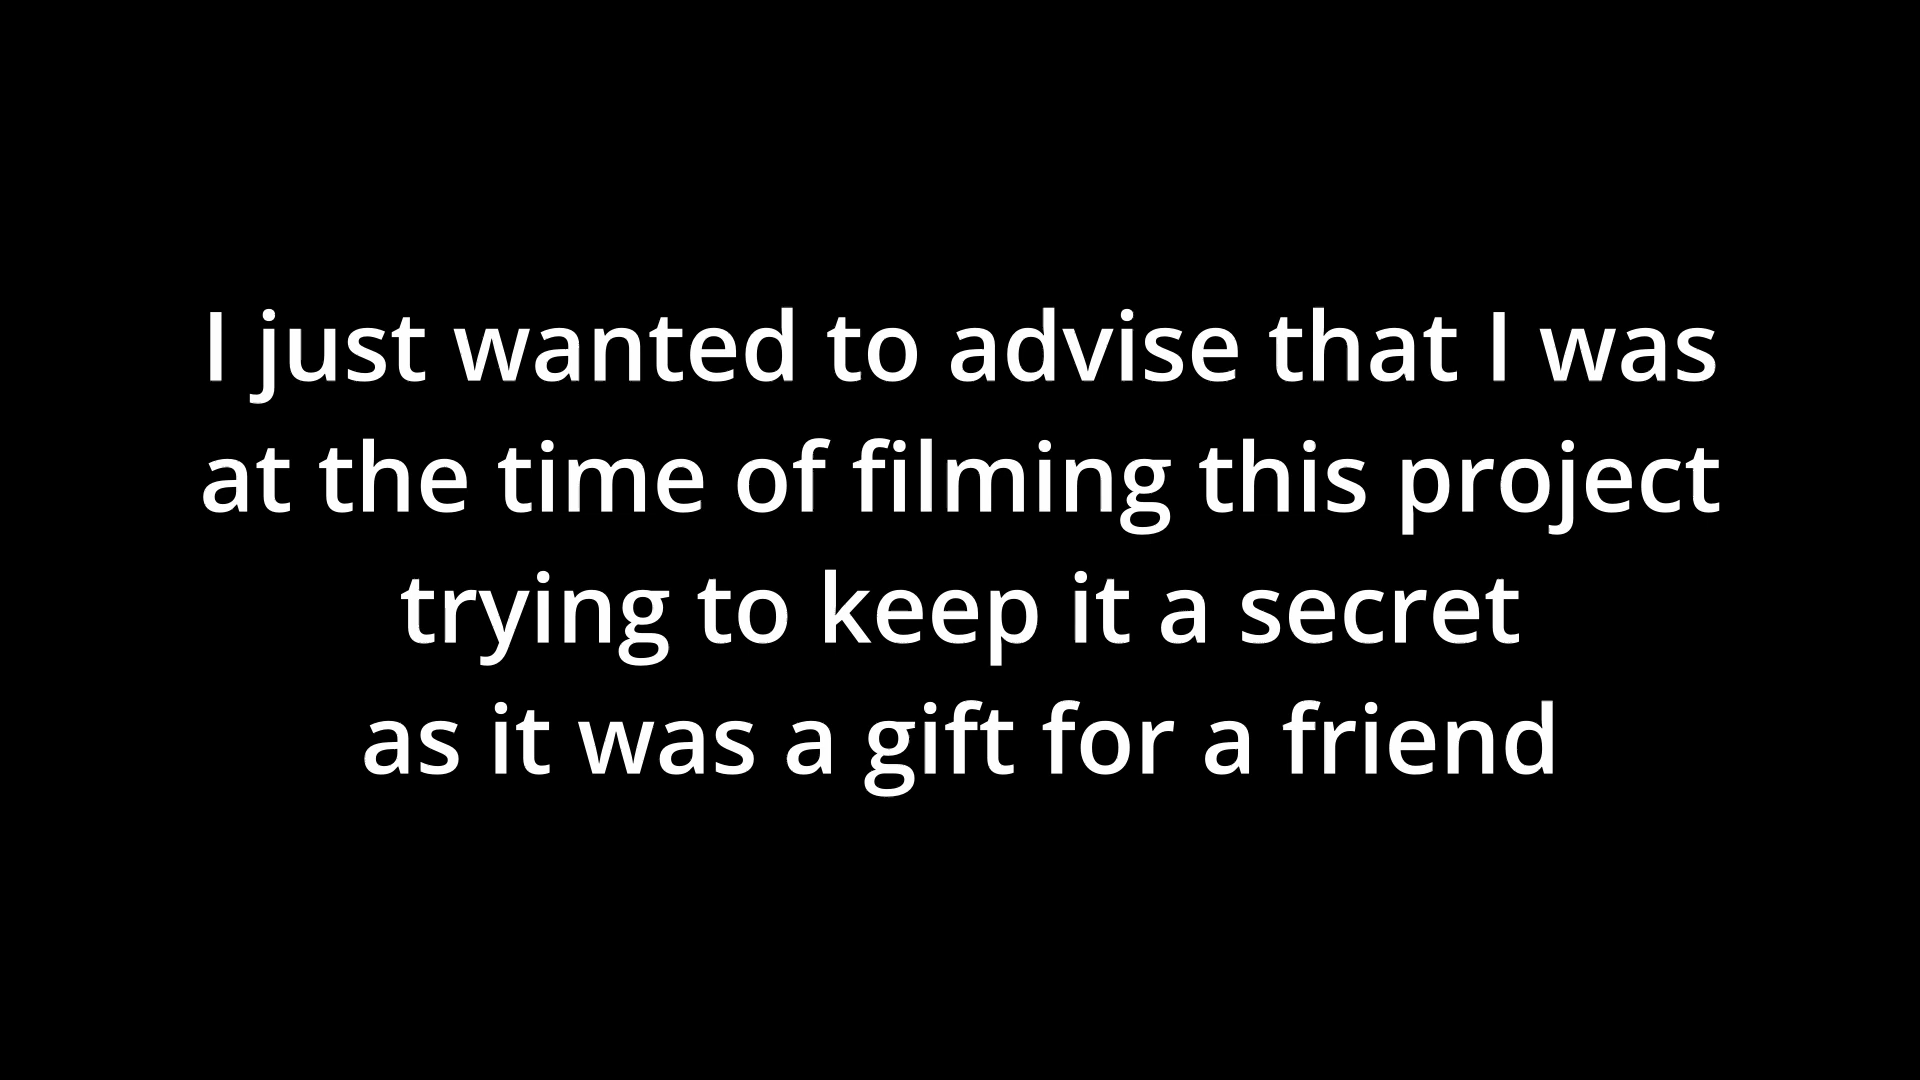 I just wanted to advise that I was
at the time of filming this project
trying to keep it a secret
as it was a gift for a friend